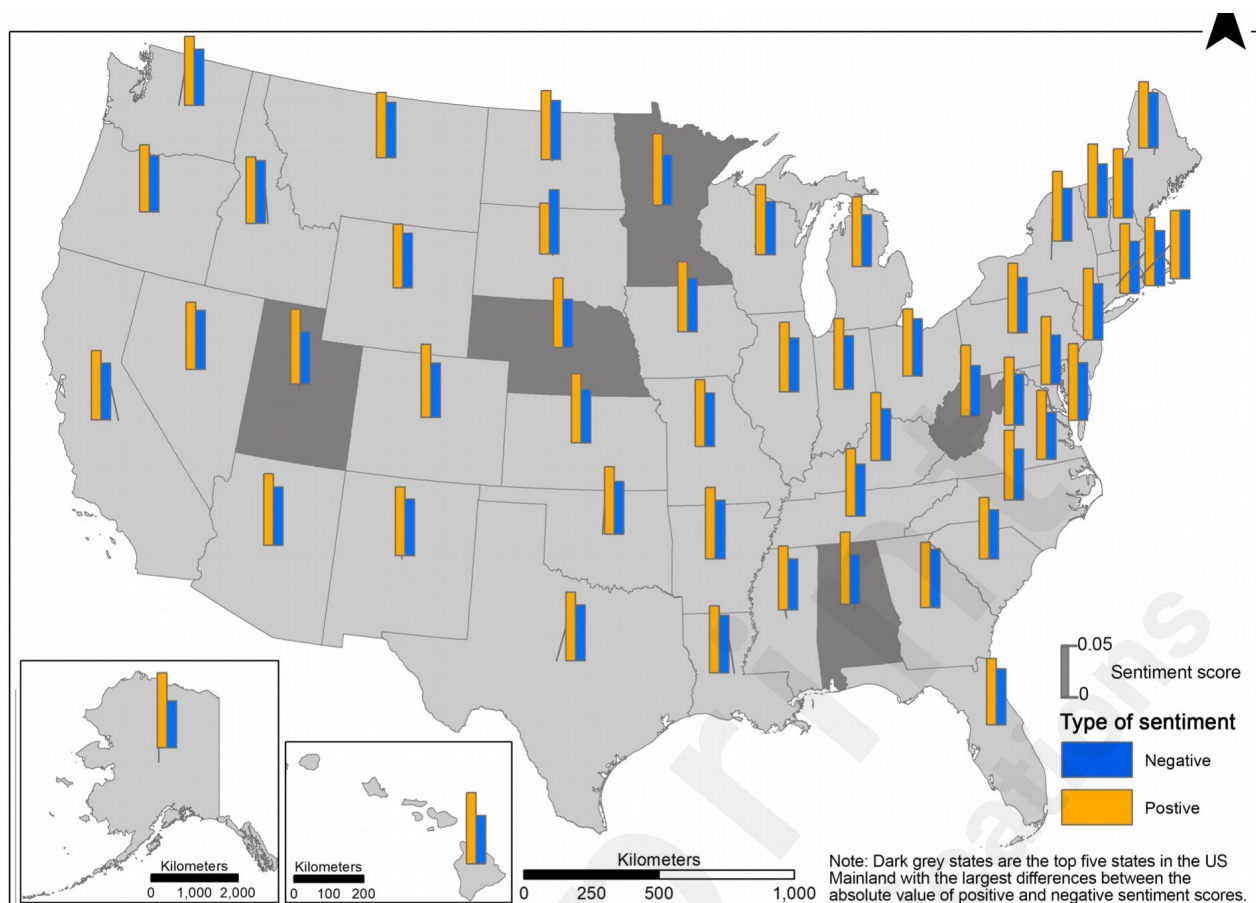 0.05
Sentiment score
0
Type of sentiment
Negative
Postive
Kilometers
0 1,000 2,000
Kilometers
0 100 200
Kilometers
0 250 500 1,000
Note: Dark grey states are the top five states in the US
Mainland with the largest differences between the
absolute value of positive and negative sentiment scores.